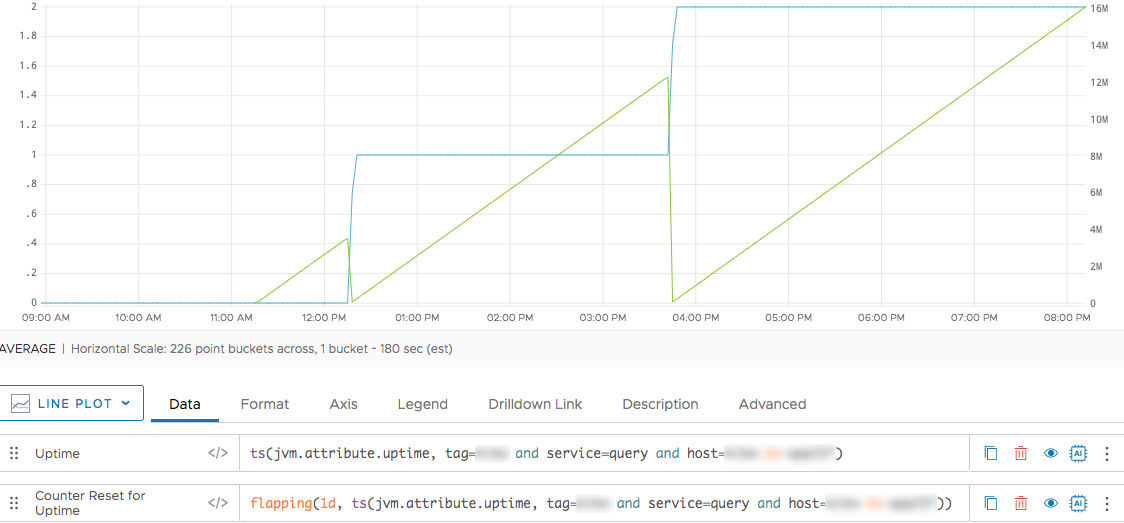 2
1.8
1.6
1.4
1.2
1
.8
.6
.4
.2
0
16M
14M
12M
10M
8M
6M
4M
2M
0
09:00 AM 10:00 AM 11:00 AM 12:00 PM 01:00 PM 02:00 PM 03:00 PM 04:00 PM 05:00 PM 06:00 PM 07:00 PM 08:00 PM
AVERAGE | Horizontal Scale: 226 point buckets across, 1 bucket ~ 180 sec (est)
LINE PLOT Data Format Axis Legend Drilldown Link Description Advanced
Uptime </> ts(jvm.attribute.uptime, tag= and service=query and host= ) AI
Counter Reset for
Uptime </> flapping(1d, ts(jvm.attribute.uptime, tag= and service=query and host= )) AI